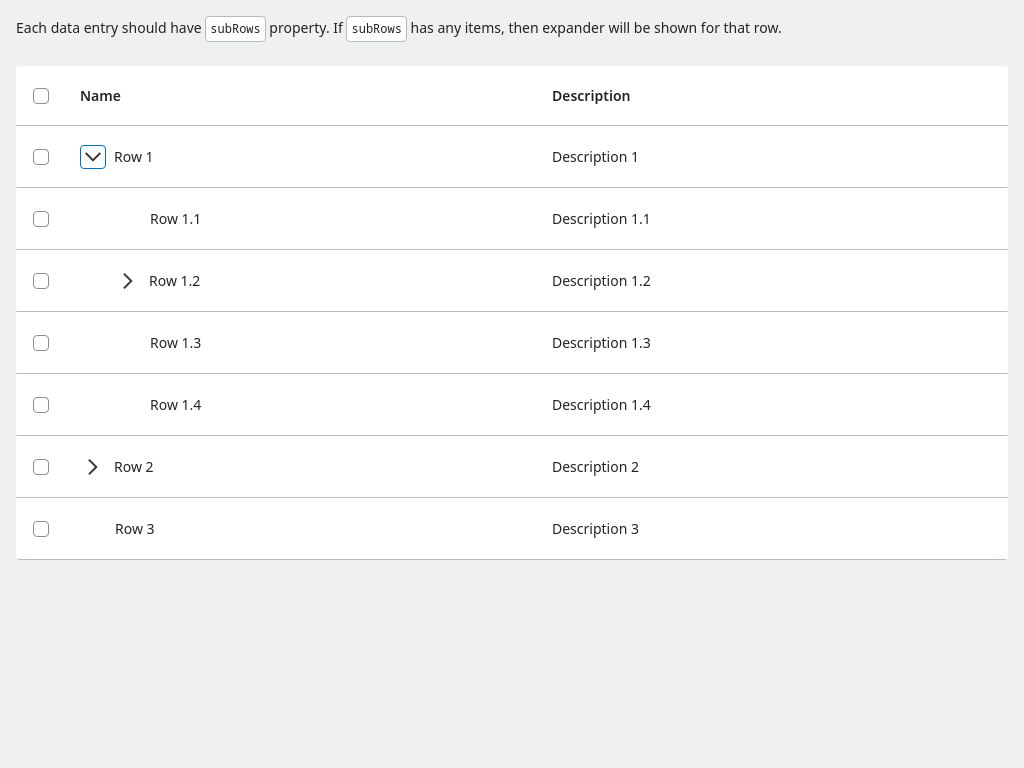 Each data entry should have subRows property. If subRows has any items, then expander will be shown for that row.
Name Description
Row 1 Description 1
Row 1.1 Description 1.1
Row 1.2 Description 1.2
Row 1.3 Description 1.3
Row 1.4 Description 1.4
Row 2 Description 2
Row 3 Description 3